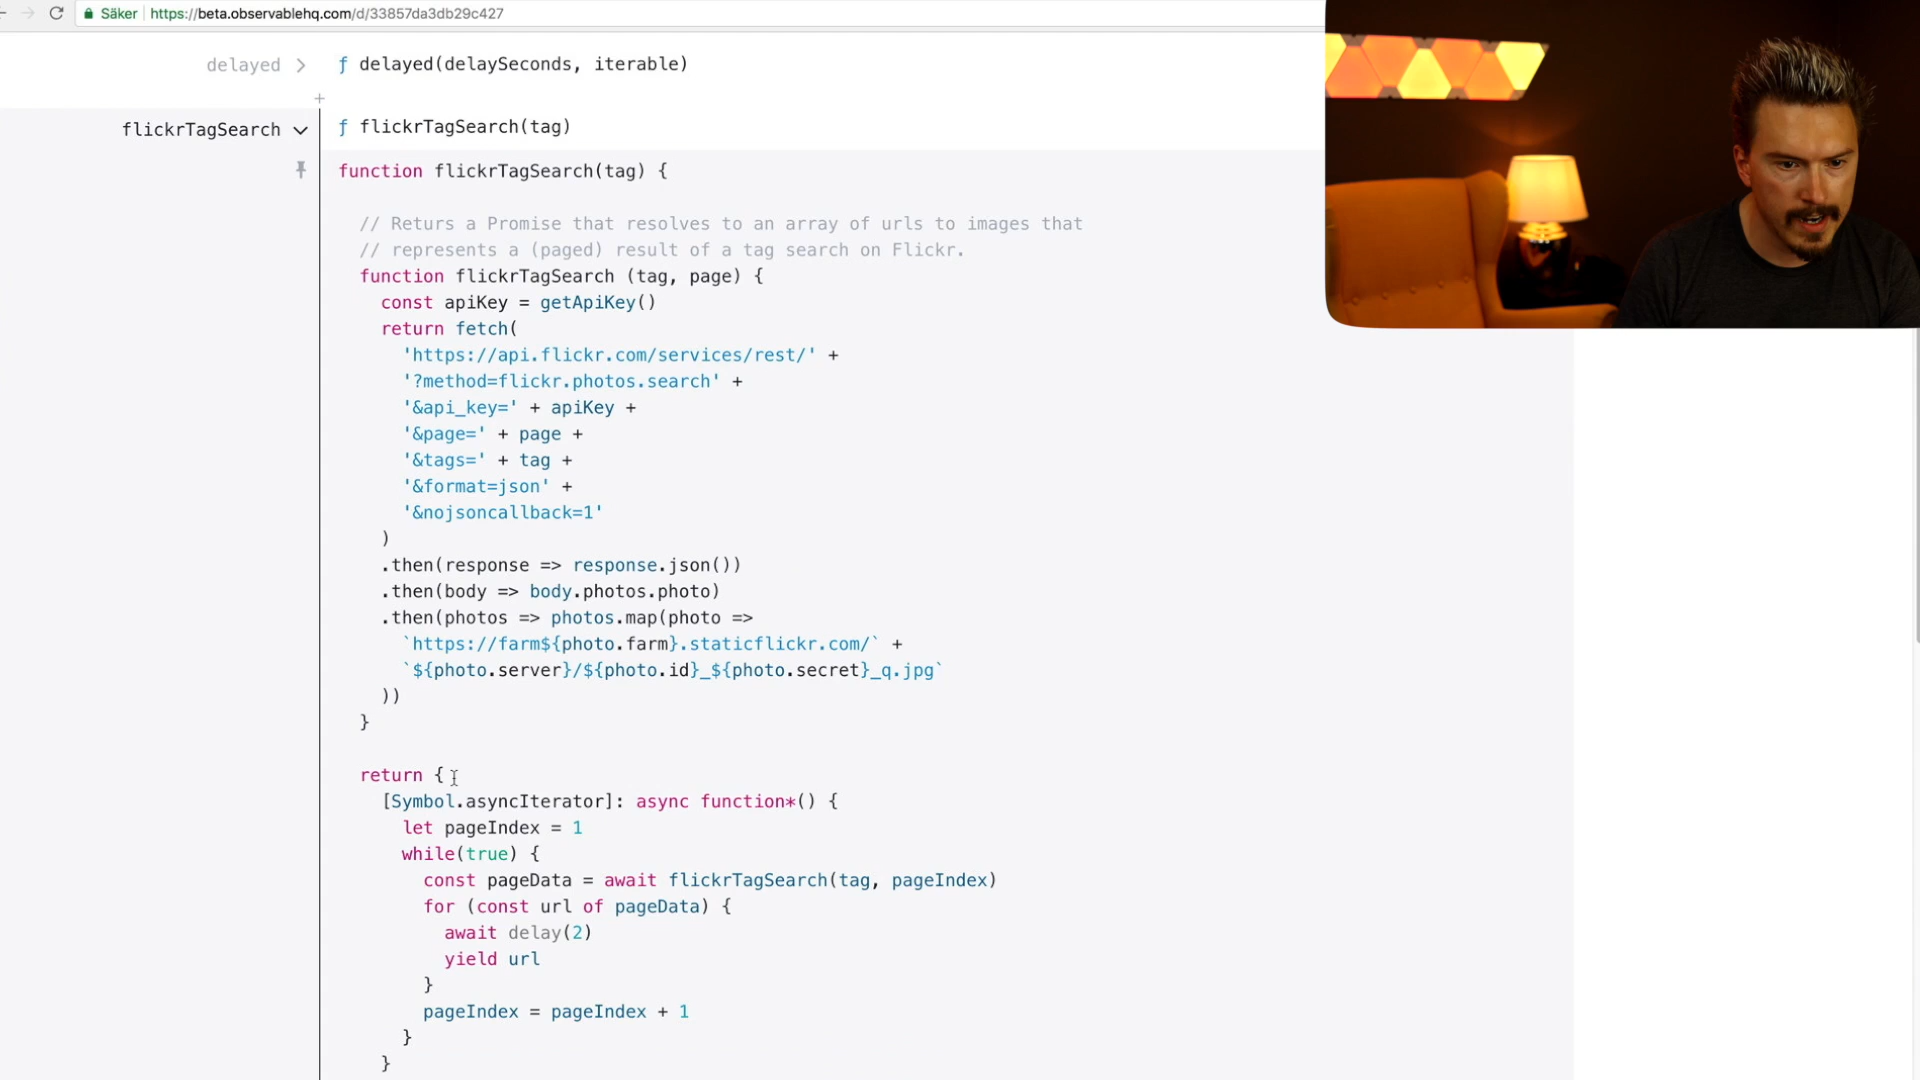 Säker https://beta.observablehq.com/d/33857da3db29c427
delayed
ƒ delayed(delaySeconds, iterable)
+
flickrTagSearch
ƒ flickrTagSearch(tag)
function flickrTagSearch(tag) {
// Returs a Promise that resolves to an array of urls to images that
// represents a (paged) result of a tag search on Flickr.
function flickrTagSearch (tag, page) {
const apiKey = getApiKey()
return fetch(
'https://api.flickr.com/services/rest/' +
'?method=flickr.photos.search' +
'&api_key=' + apiKey +
'&page=' + page +
'&tags=' + tag +
'&format=json' +
'&nojsoncallback=1'
)
.then(response => response.json())
.then(body => body.photos.photo)
.then(photos => photos.map(photo =>
`https://farm${photo.farm}.staticflickr.com/` +
`${photo.server}/${photo.id}_${photo.secret}_q.jpg`
))
}
return {
[Symbol.asyncIterator]: async function*() {
let pageIndex = 1
while(true) {
const pageData = await flickrTagSearch(tag, pageIndex)
for (const url of pageData) {
await delay(2)
yield url
}
pageIndex = pageIndex + 1
}
}